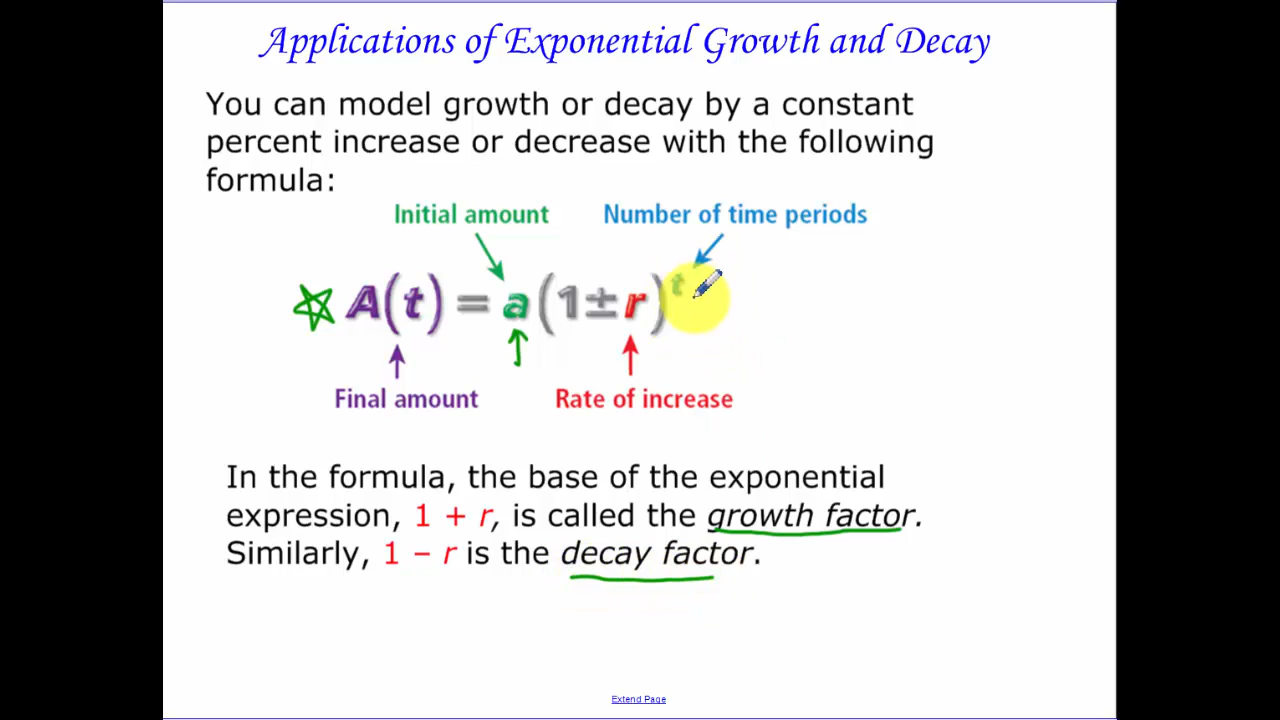 Applications of Exponential Growth and Decay
You can model growth or decay by a constant
percent increase or decrease with the following
formula:
Initial amount
Number of time periods
A(t) = a(1±r)^t
Final amount
Rate of increase
In the formula, the base of the exponential
expression, 1 + r, is called the growth factor.
Similarly, 1 – r is the decay factor.
Extend Page